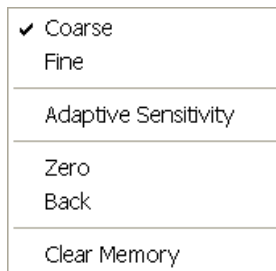 Coarse
Fine
Adaptive Sensitivity
Zero
Back
Clear Memory